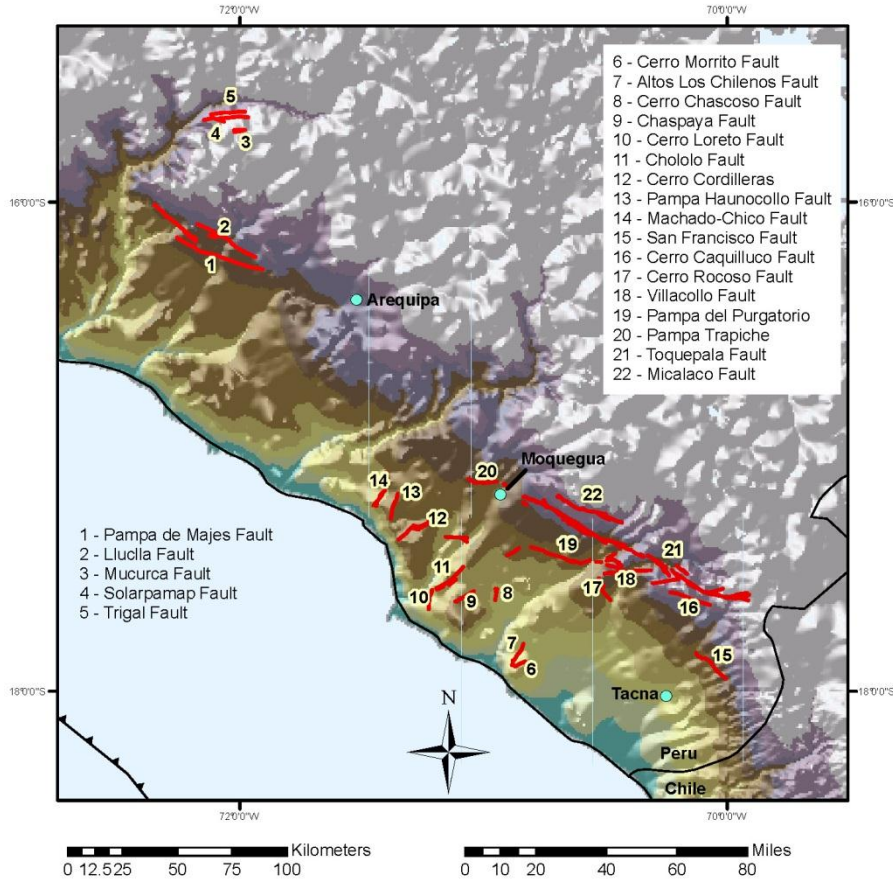 72°0'0"W 70°0'0"W
6 - Cerro Morrito Fault
7 - Altos Los Chilenos Fault
8 - Cerro Chascoso Fault
9 - Chaspaya Fault
10 - Cerro Loreto Fault
11 - Chololo Fault
12 - Cerro Cordilleras
13 - Pampa Haunocollo Fault
14 - Machado-Chico Fault
15 - San Francisco Fault
16 - Cerro Caquilluco Fault
17 - Cerro Rocoso Fault
18 - Villacollo Fault
19 - Pampa del Purgatorio
20 - Pampa Trapiche
21 - Toquepala Fault
22 - Micalaco Fault
5
4
3
16°0'0"S 16°0'0"S
2
1
Arequipa
Moquegua
20
14 13
22
12
1 - Pampa de Majes Fault
2 - Lluclla Fault
3 - Mucurca Fault
4 - Solarpamap Fault
5 - Trigal Fault
19
21
11
18
17
10 9 8
16
7
6
15
18°0'0"S 18°0'0"S
Tacna
N
Peru
Chile
72°0'0"W 70°0'0"W
Kilometers
0 12.5 25 50 75 100
Miles
0 10 20 40 60 80